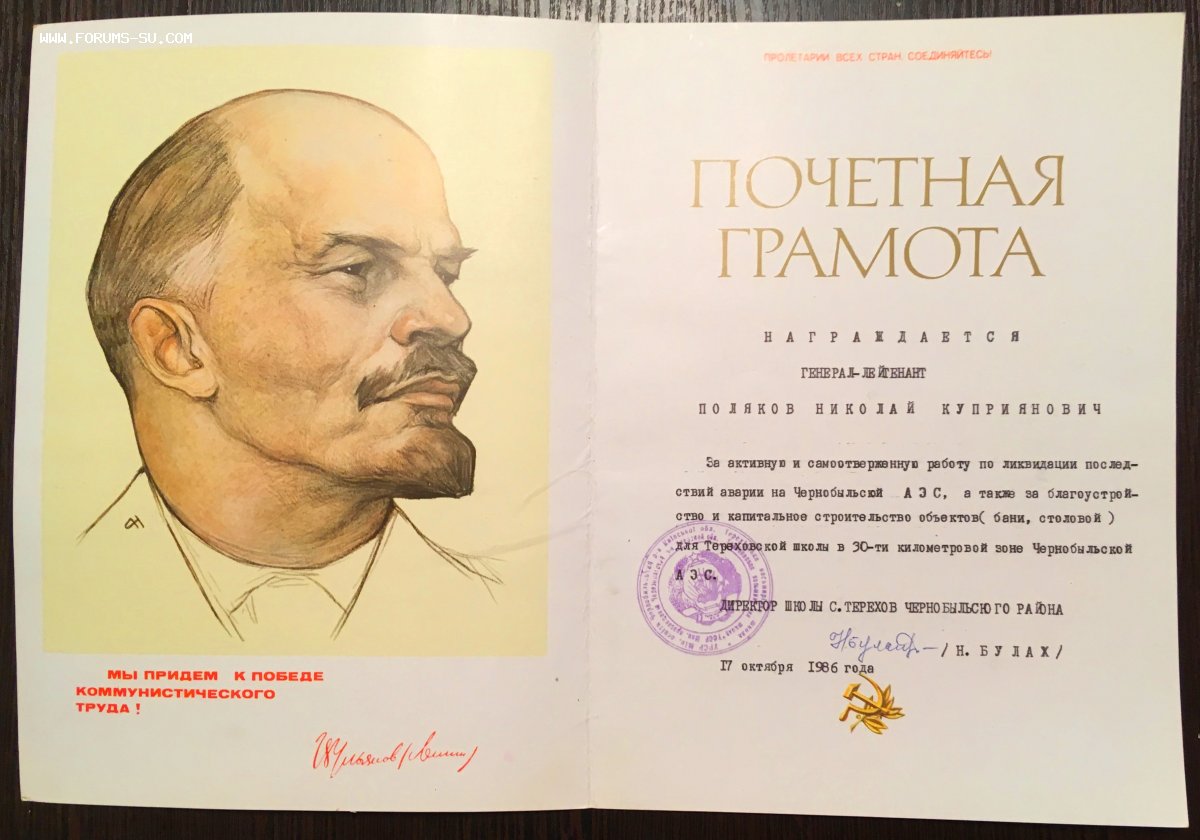 WWW.FORUMS-SU.COM
МЫ ПРИДЕМ К ПОБЕДЕ
КОММУНИСТИЧЕСКОГО
ТРУДА!
ПРОЛЕТАРИИ ВСЕХ СТРАН, СОЕДИНЯЙТЕСЬ!
ПОЧЕТНАЯ
ГРАМОТА
НАГРАЖДАЕТСЯ
ГЕНЕРАЛ-ЛЕЙТЕНАНТ
ПОЛЯКОВ НИКОЛАЙ КУПРИЯНОВИЧ
За активную и самоотверженную работу по ликвидации послед-
ствий аварии на Чернобыльской АЭС, а также за благоустрой-
ство и капитальное строительство объектов( бани, столовой )
для Тереховской школы в 30-ти километровой зоне Чернобыльской
АЭС.
ДИРЕКТОР ШКОЛЫ С.ТЕРЕХОВ ЧЕРНОБЫЛЬСКОГО РАЙОНА
/Н.БУЛАХ/
17 октября 1986 года